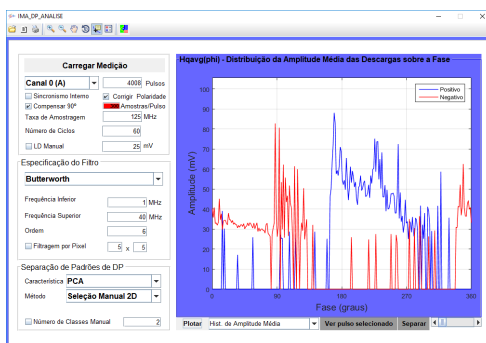 IMA_DP_ANALISE
Carregar Medição
Canal 0 (A)
4008 Pulsos
Sincronismo Interno
Corrigir Polaridade
Compensar 90º
300 Amostras/Pulso
Taxa de Amostragem
125 MHz
Número de Ciclos
60
LD Manual
25 mV
Especificação do Filtro
Butterworth
Frequência Inferior
1 MHz
Frequência Superior
40 MHz
Ordem
6
Filtragem por Pixel
5 x 5
Separação de Padrões de DP
Característica PCA
Método Seleção Manual 2D
Número de Classes Manual
2
Hqavg(phi) - Distribuição da Amplitude Média das Descargas sobre a Fase
Positivo
Negativo
Amplitude (mV)
100
90
80
70
60
50
40
30
20
10
0
0 90 180 270 360
Fase (graus)
Plotar Hist. de Amplitude Média Ver pulso selecionado Separar